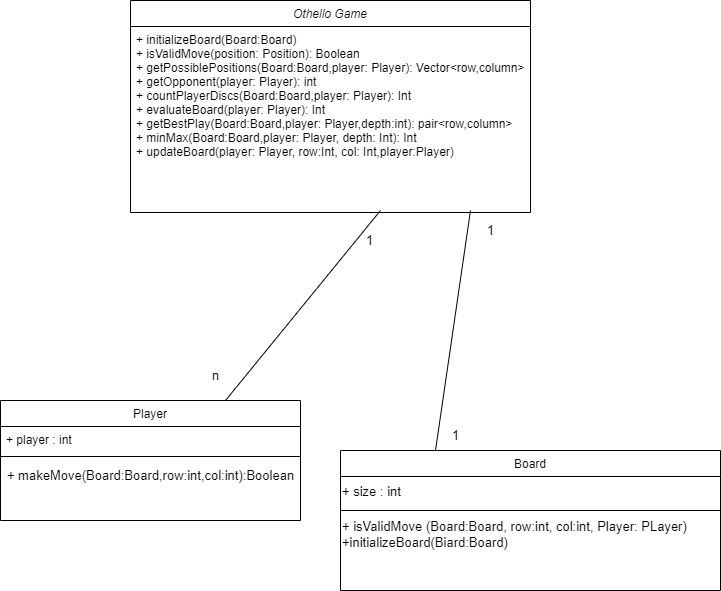 Othello Game
+ initializeBoard(Board:Board)
+ isValidMove(position: Position): Boolean
+ getPossiblePositions(Board:Board,player: Player): Vector<row,column>
+ getOpponent(player: Player): int
+ countPlayerDiscs(Board:Board,player: Player): Int
+ evaluateBoard(player: Player): Int
+ getBestPlay(Board:Board,player: Player,depth:int): pair<row,column>
+ minMax(Board:Board,player: Player, depth: Int): Int
+ updateBoard(player: Player, row:Int, col: Int,player:Player)
1
1
n
Player
+ player : int
+ makeMove(Board:Board,row:int,col:int):Boolean
1
Board
+ size : int
+ isValidMove (Board:Board, row:int, col:int, Player: PLayer)
+initializeBoard(Biard:Board)